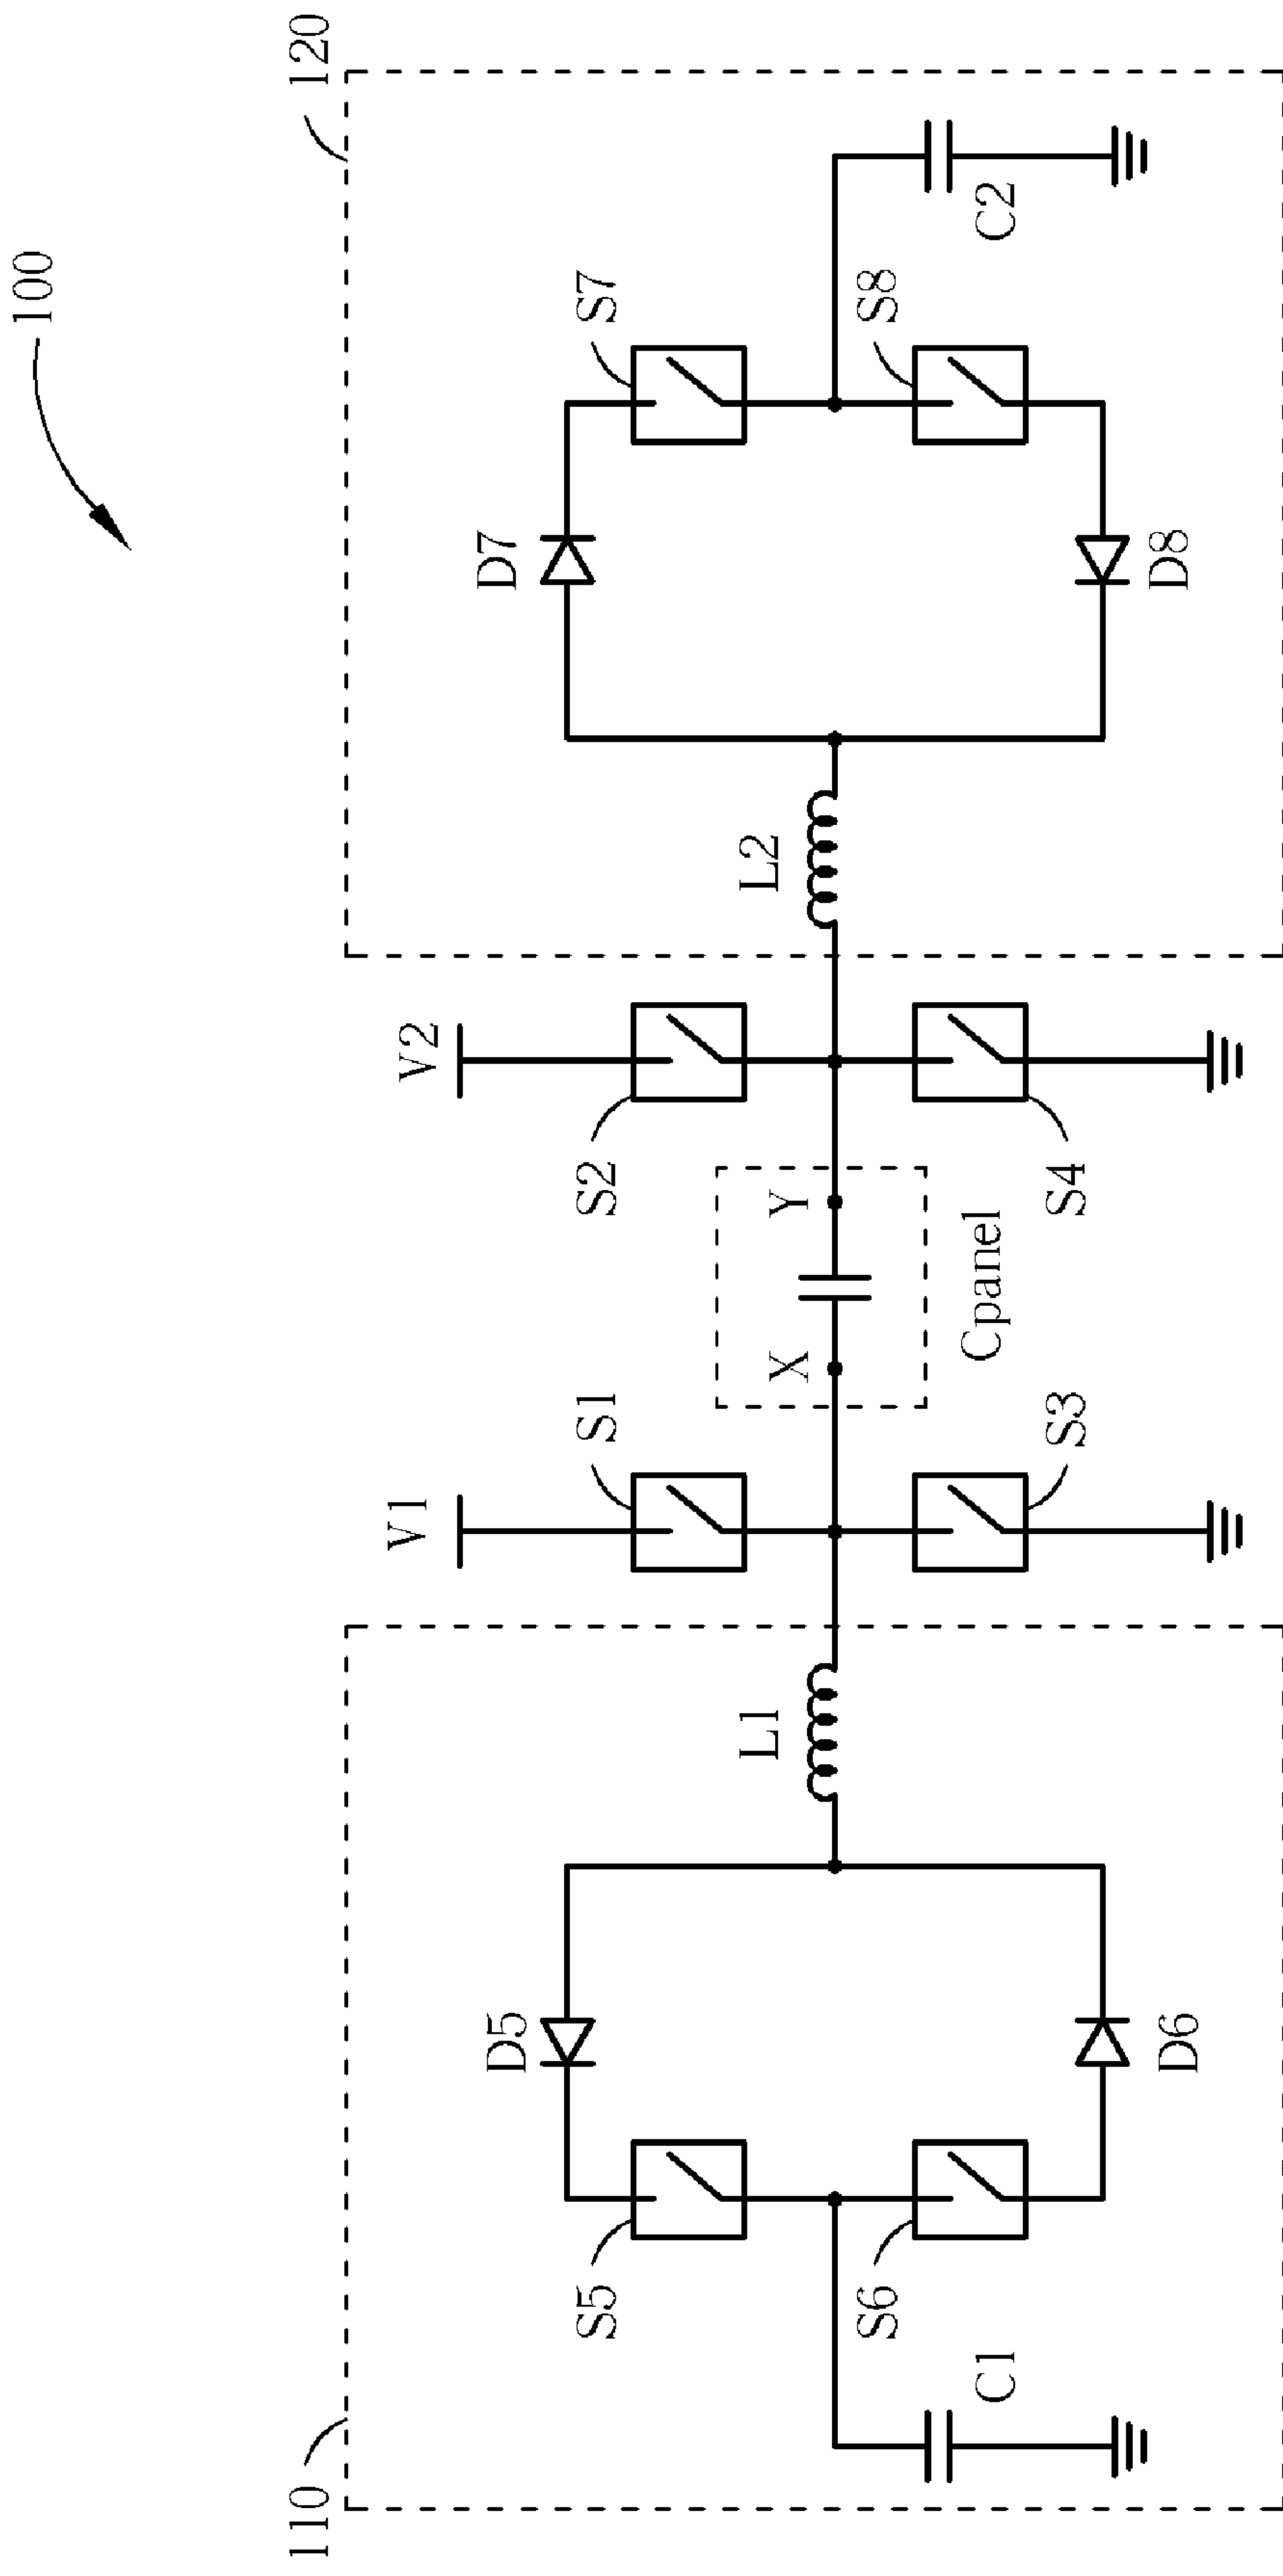 100
110
120
V1
V2
S1
S2
D5
D7
S5
S7
L1
X
Y
L2
S6
S8
C1
Cpanel
C2
S3
S4
D6
D8